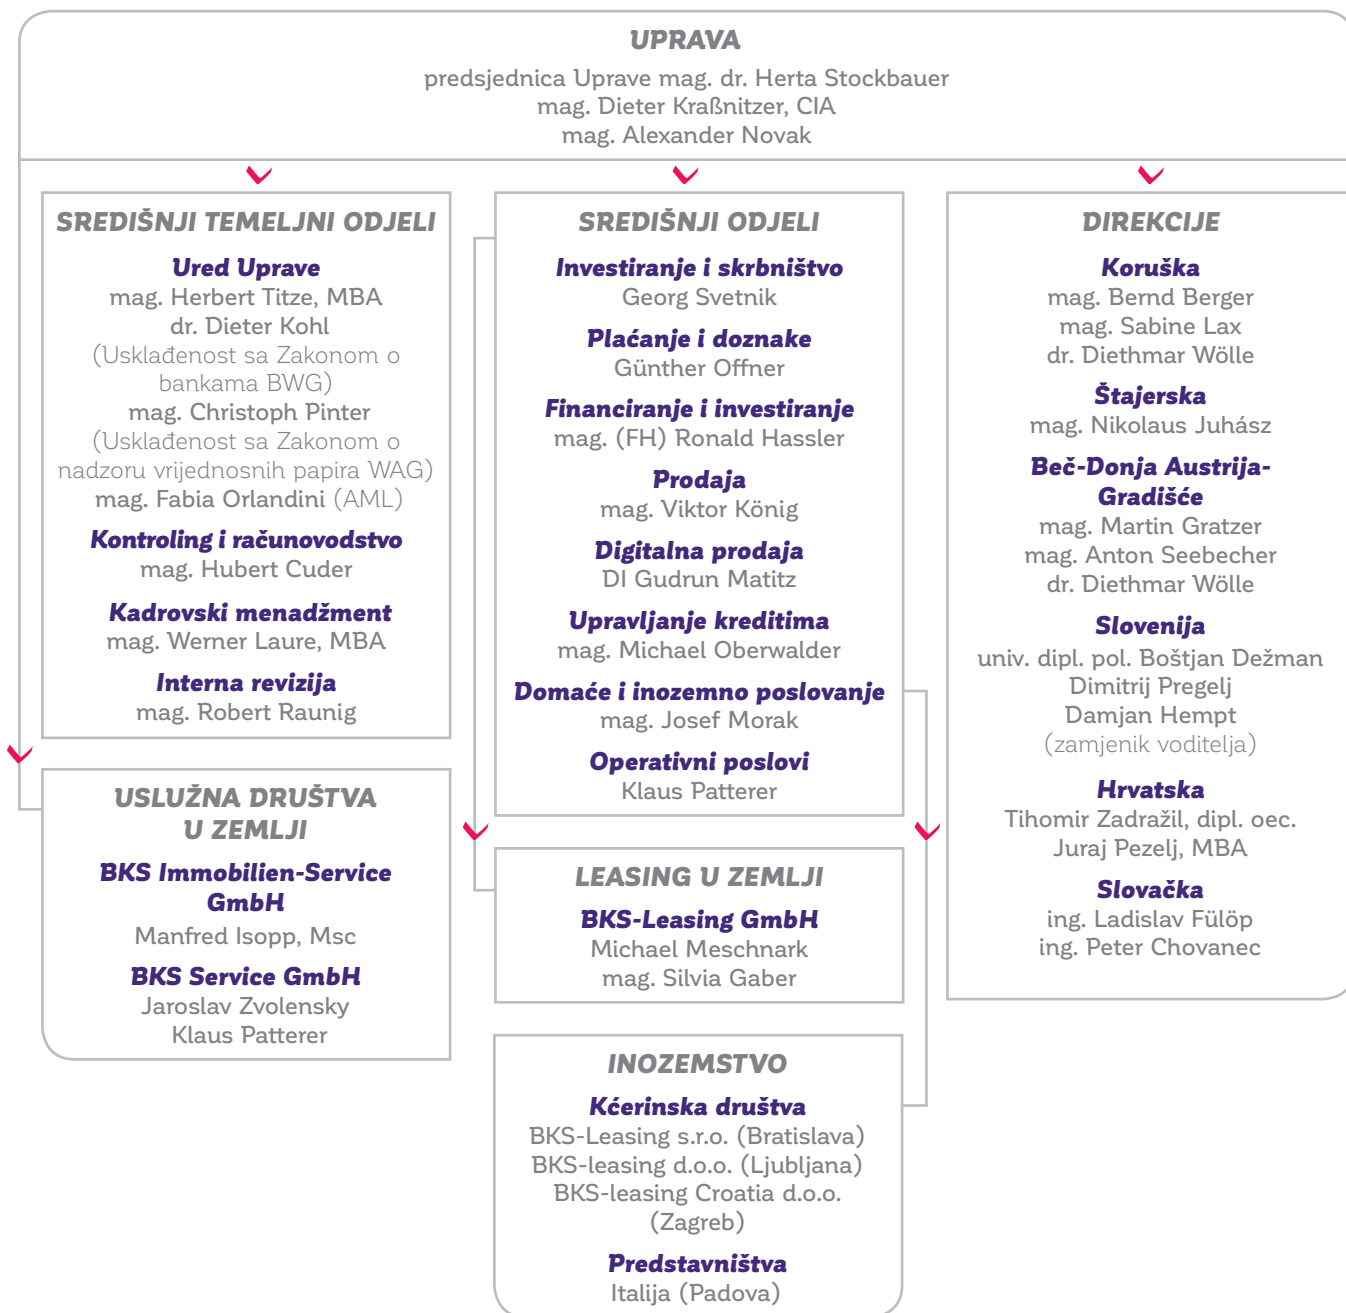 UPRAVA
predsjednica Uprave mag. dr. Herta Stockbauer
mag. Dieter Kraßnitzer, CIA
mag. Alexander Novak
SREDIŠNJI TEMELJNI ODJELI
Ured Uprave
mag. Herbert Titze, MBA
dr. Dieter Kohl
(Usklađenost sa Zakonom o
bankama BWG)
mag. Christoph Pinter
(Usklađenost sa Zakonom o
nadzoru vrijednosnih papira WAG)
mag. Fabia Orlandini (AML)
Kontroling i računovodstvo
mag. Hubert Cuder
Kadrovski menadžment
mag. Werner Laure, MBA
Interna revizija
mag. Robert Raunig
USLUŽNA DRUŠTVA
U ZEMLJI
BKS Immobilien-Service
GmbH
Manfred Isopp, Msc
BKS Service GmbH
Jaroslav Zvolensky
Klaus Patterer
SREDIŠNJI ODJELI
Investiranje i skrbništvo
Georg Svetnik
Plaćanje i doznake
Günther Offner
Financiranje i investiranje
mag. (FH) Ronald Hassler
Prodaja
mag. Viktor König
Digitalna prodaja
DI Gudrun Matitz
Upravljanje kreditima
mag. Michael Oberwalder
Domaće i inozemno poslovanje
mag. Josef Morak
Operativni poslovi
Klaus Patterer
LEASING U ZEMLJI
BKS-Leasing GmbH
Michael Meschnark
mag. Silvia Gaber
INOZEMSTVO
Kćerinska društva
BKS-Leasing s.r.o. (Bratislava)
BKS-leasing d.o.o. (Ljubljana)
BKS-leasing Croatia d.o.o.
(Zagreb)
Predstavništva
Italija (Padova)
DIREKCIJE
Koruška
mag. Bernd Berger
mag. Sabine Lax
dr. Diethmar Wölle
Štajerska
mag. Nikolaus Juhász
Beč-Donja Austrija-
Gradišće
mag. Martin Gratzer
mag. Anton Seebecher
dr. Diethmar Wölle
Slovenija
univ. dipl. pol. Boštjan Dežman
Dimitrij Pregelj
Damjan Hempt
(zamjenik voditelja)
Hrvatska
Tihomir Zadražil, dipl. oec.
Juraj Pezelj, MBA
Slovačka
ing. Ladislav Fülöp
ing. Peter Chovanec